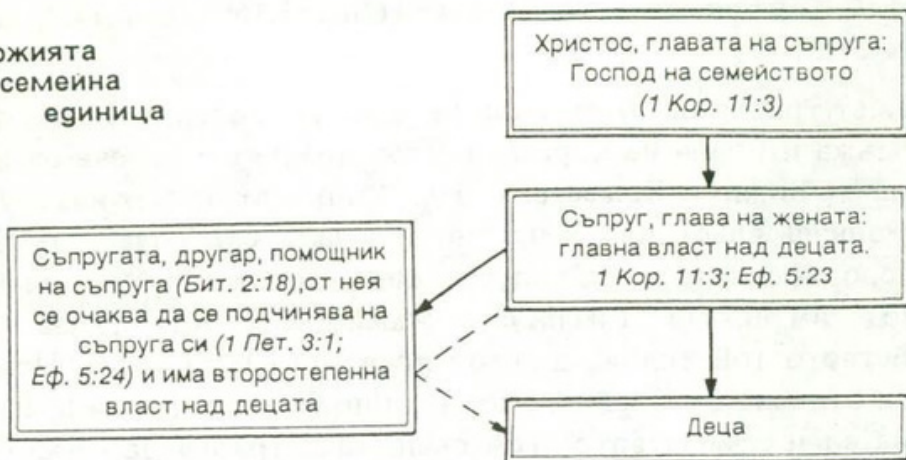 семейна
единица
Христос, главата на съпруга:
Господ на семейството
(1 Кор. 11:3)
Съпруг, глава на жената:
главна власт над децата.
1 Кор. 11:3; Еф. 5:23
Съпругата, другар, помощник
на съпруга (Бит. 2:18),от нея
се очаква да се подчинява на
съпруга си (1 Пет. 3:1;
Еф. 5:24) и има второстепенна
власт над децата
Деца